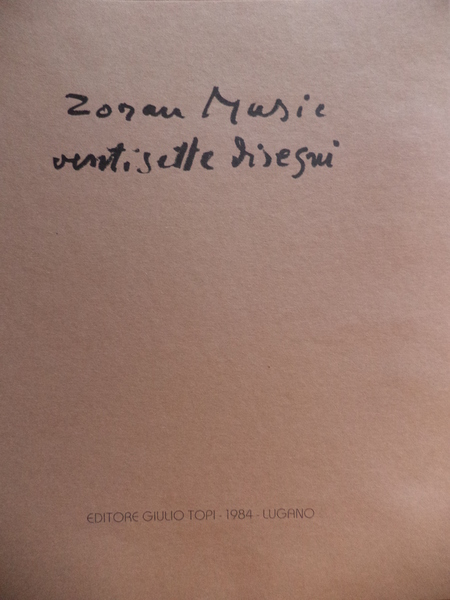 Zoran Music
ventisette disegni
EDITORE GIULIO TOPI - 1984 - LUGANO